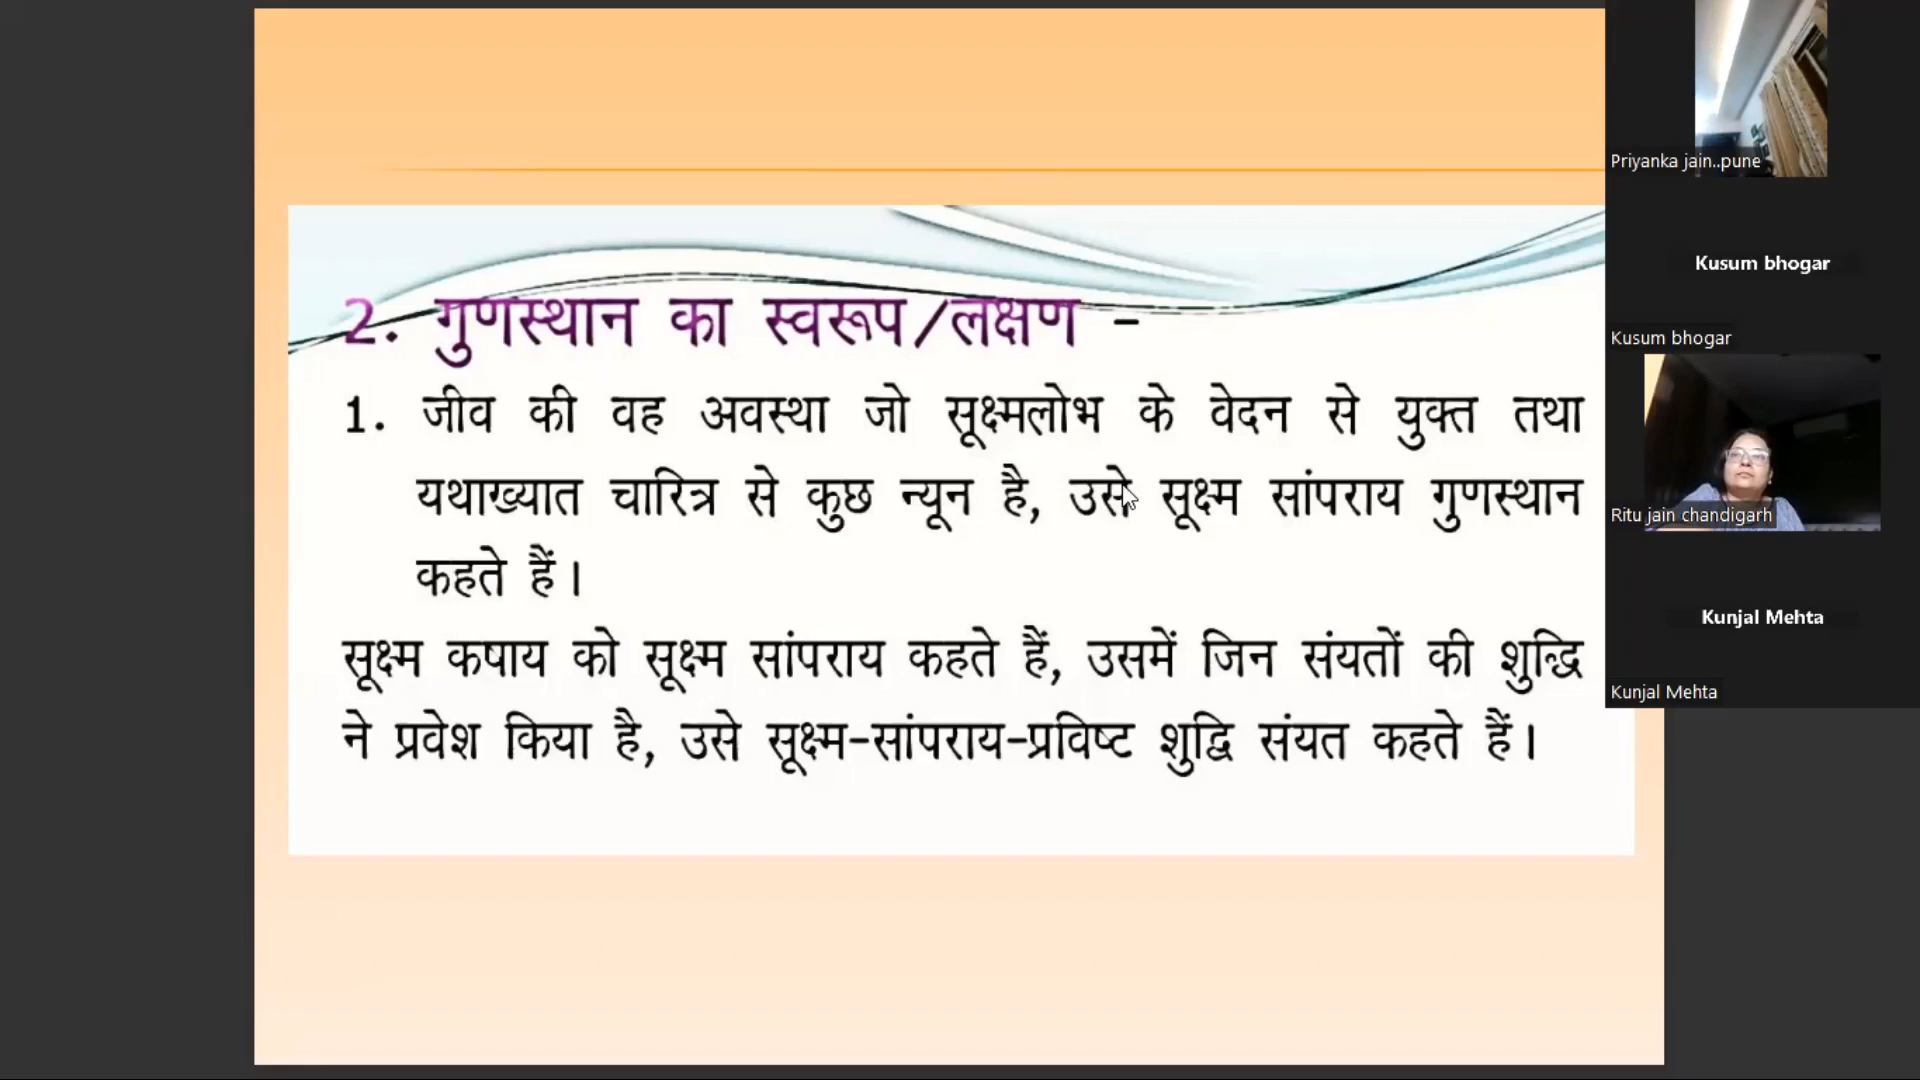 2. गुणस्थान का स्वरूप/लक्षण -
1. जीव की वह अवस्था जो सूक्ष्मलोभ के वेदन से युक्त तथा
यथाख्यात चारित्र से कुछ न्यून है, उसे सूक्ष्म सांपराय गुणस्थान
कहते हैं।
सूक्ष्म कषाय को सूक्ष्म सांपराय कहते हैं, उसमें जिन संयतों की शुद्धि
ने प्रवेश किया है, उसे सूक्ष्म-सांपराय-प्रविष्ट शुद्वि संयत कहते हैं।
Priyanka jain..pune
Kusum bhogar
Kusum bhogar
Ritu jain chandigarh
Kunjal Mehta
Kunjal Mehta